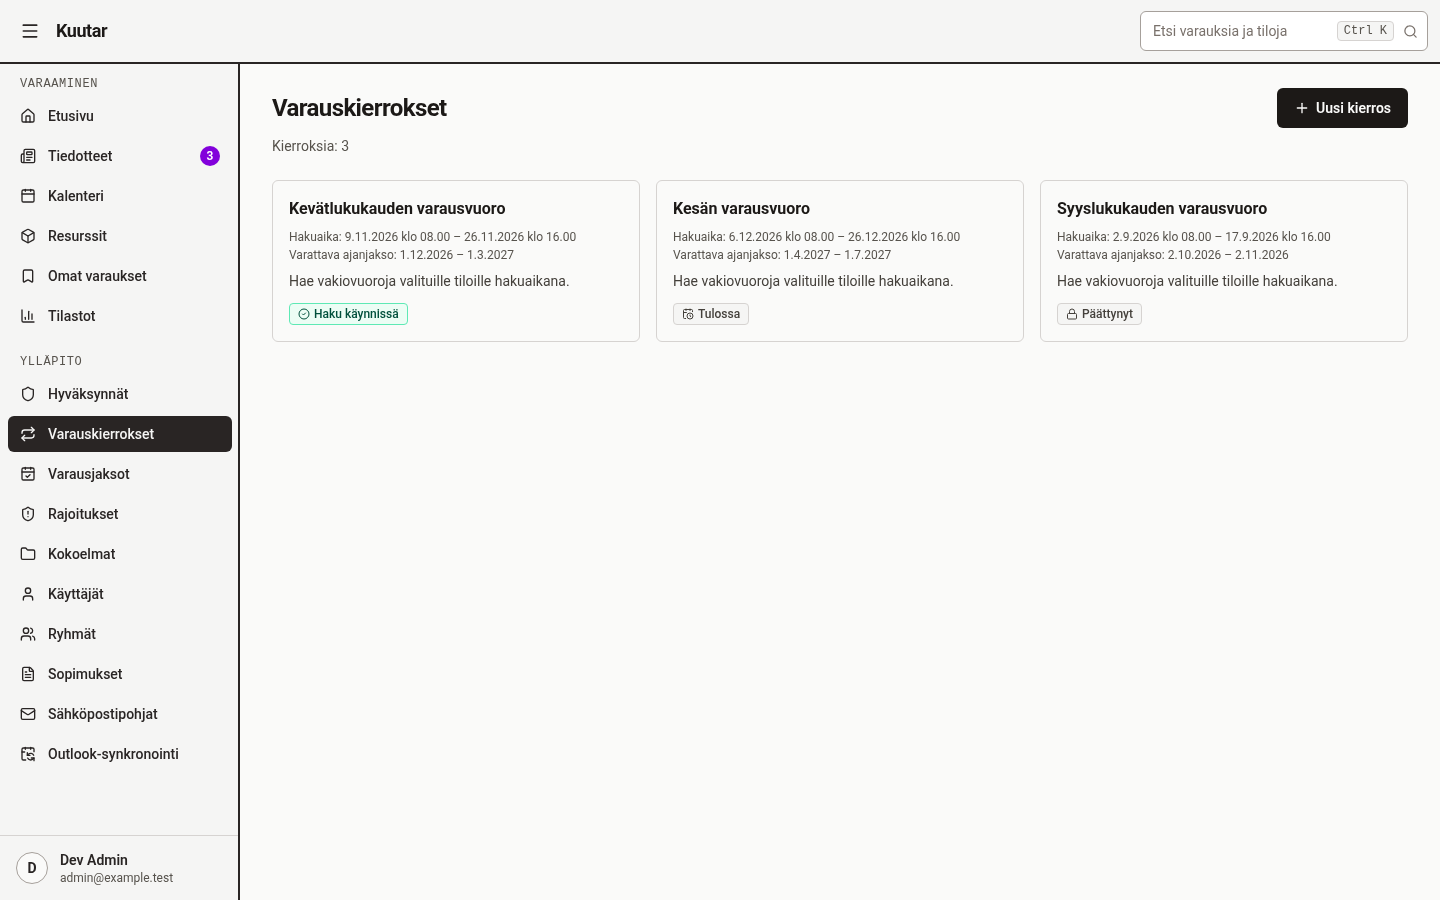 Kuutar
Etsi varauksia ja tiloja
Ctrl K
VARAAMINEN
Etusivu
Tiedotteet
3
Kalenteri
Resurssit
Omat varaukset
Tilastot
YLLÄPITO
Hyväksynnät
Varauskierrokset
Varausjaksot
Rajoitukset
Kokoelmat
Käyttäjät
Ryhmät
Sopimukset
Sähköpostipohjat
Outlook-synkronointi
D
Dev Admin
admin@example.test
Varauskierrokset
Uusi kierros
Kierroksia: 3
Kevätlukukauden varausvuoro
Hakuaika: 9.11.2026 klo 08.00 – 26.11.2026 klo 16.00
Varattava ajanjakso: 1.12.2026 – 1.3.2027
Hae vakiovuoroja valituille tiloille hakuaikana.
Haku käynnissä
Kesän varausvuoro
Hakuaika: 6.12.2026 klo 08.00 – 26.12.2026 klo 16.00
Varattava ajanjakso: 1.4.2027 – 1.7.2027
Hae vakiovuoroja valituille tiloille hakuaikana.
Tulossa
Syyslukukauden varausvuoro
Hakuaika: 2.9.2026 klo 08.00 – 17.9.2026 klo 16.00
Varattava ajanjakso: 2.10.2026 – 2.11.2026
Hae vakiovuoroja valituille tiloille hakuaikana.
Päättynyt